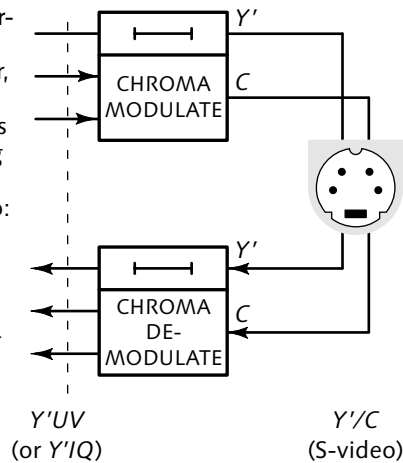 r-
Y'
r,
CHROMA
MODULATE
C
s
g
o:
Y'
CHROMA
DE-
MODULATE
C
Y'UV
(or Y'IQ)
Y'/C
(S-video)